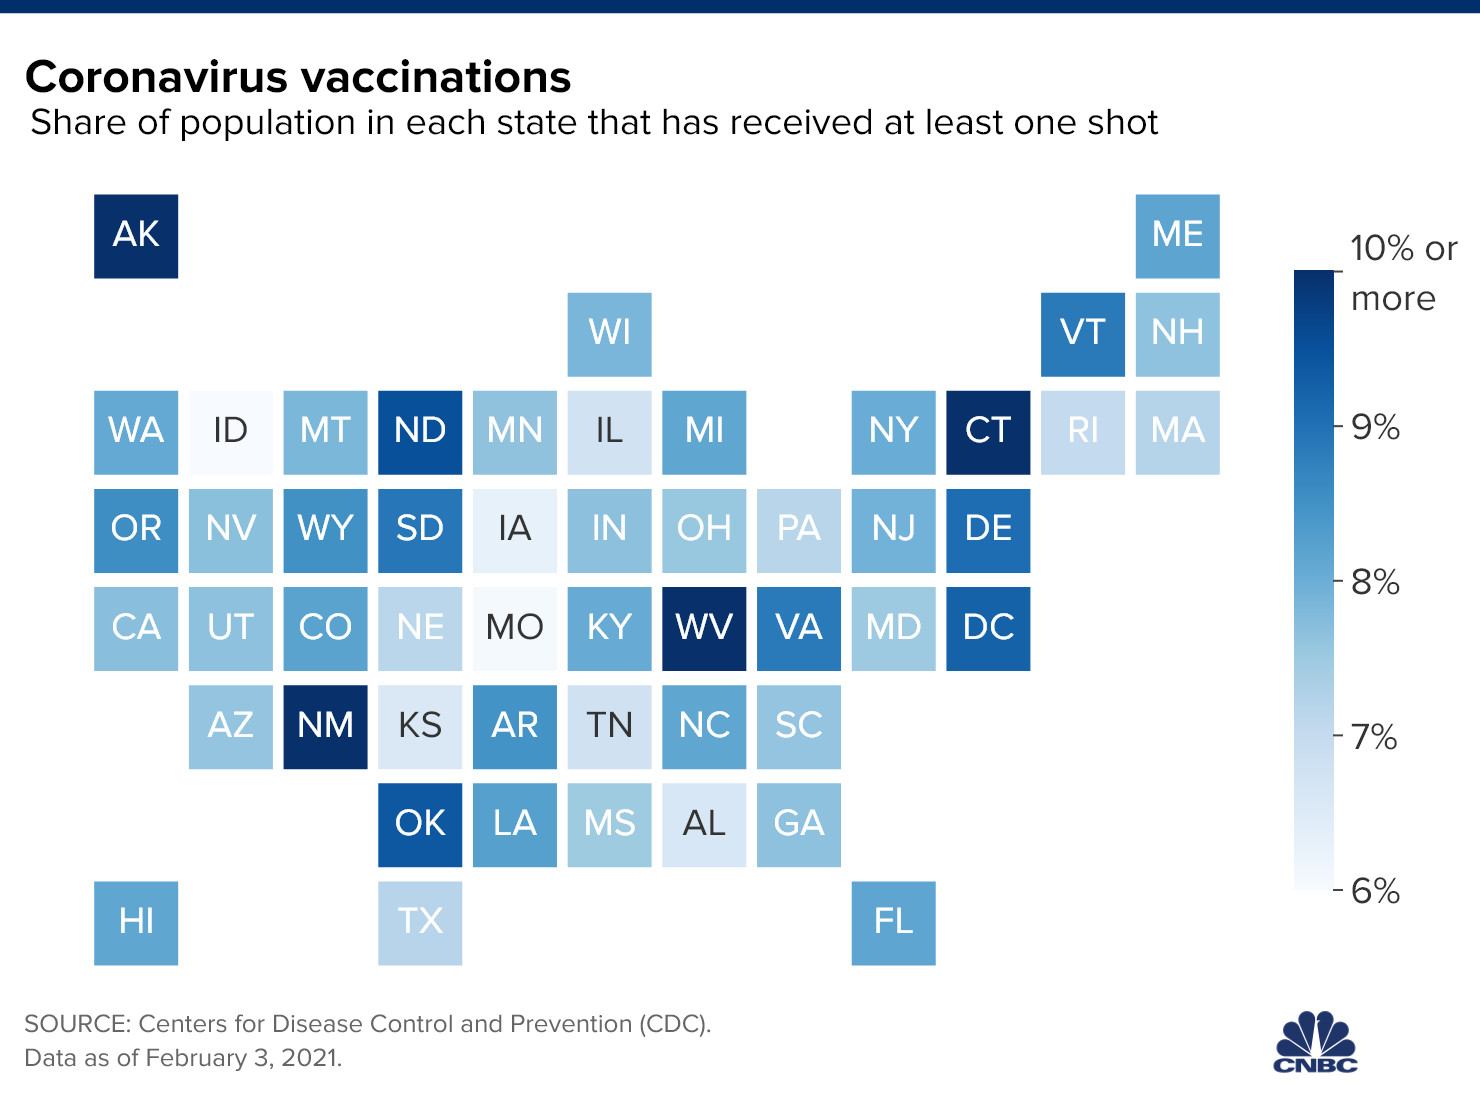 Coronavirus vaccinations
Share of population in each state that has received at least one shot
AK ME
WI VT NH
WA ID MT ND MN IL MI NY CT RI MA
OR NV WY SD IA IN OH PA NJ DE
CA UT CO NE MO KY WV VA MD DC
AZ NM KS AR TN NC SC
OK LA MS AL GA
HI TX FL
10% or
more
9%
8%
7%
6%
SOURCE: Centers for Disease Control and Prevention (CDC).
Data as of February 3, 2021.
CNBC